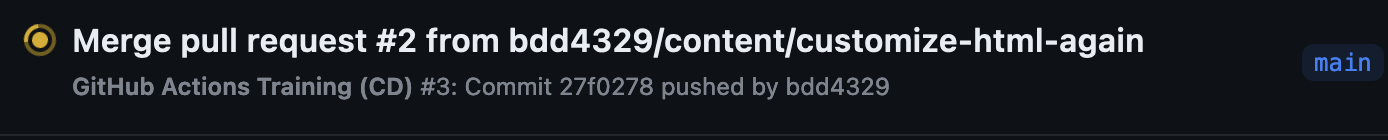 Merge pull request #2 from bdd4329/content/customize-html-again
main
GitHub Actions Training (CD) #3: Commit 27f0278 pushed by bdd4329